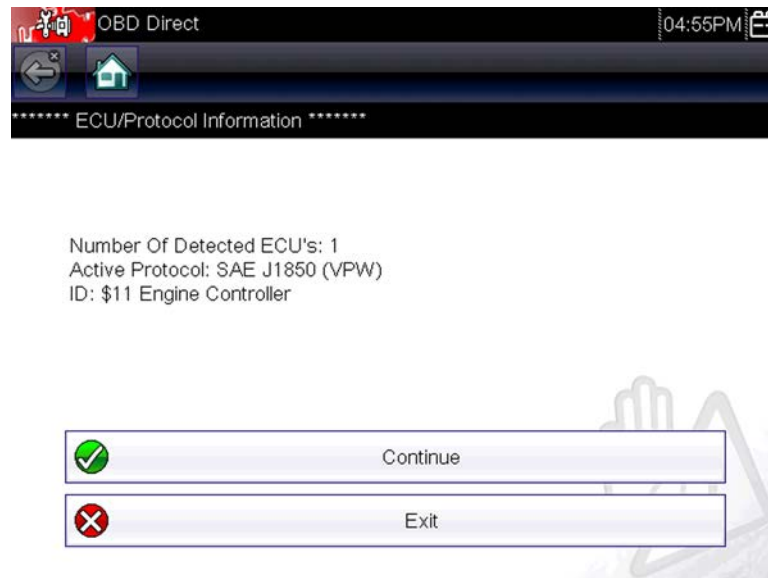 OBD Direct
04:55PM
******* ECU/Protocol Information *******
Number Of Detected ECU's: 1
Active Protocol: SAE J1850 (VPW)
ID: $11 Engine Controller
Continue
Exit